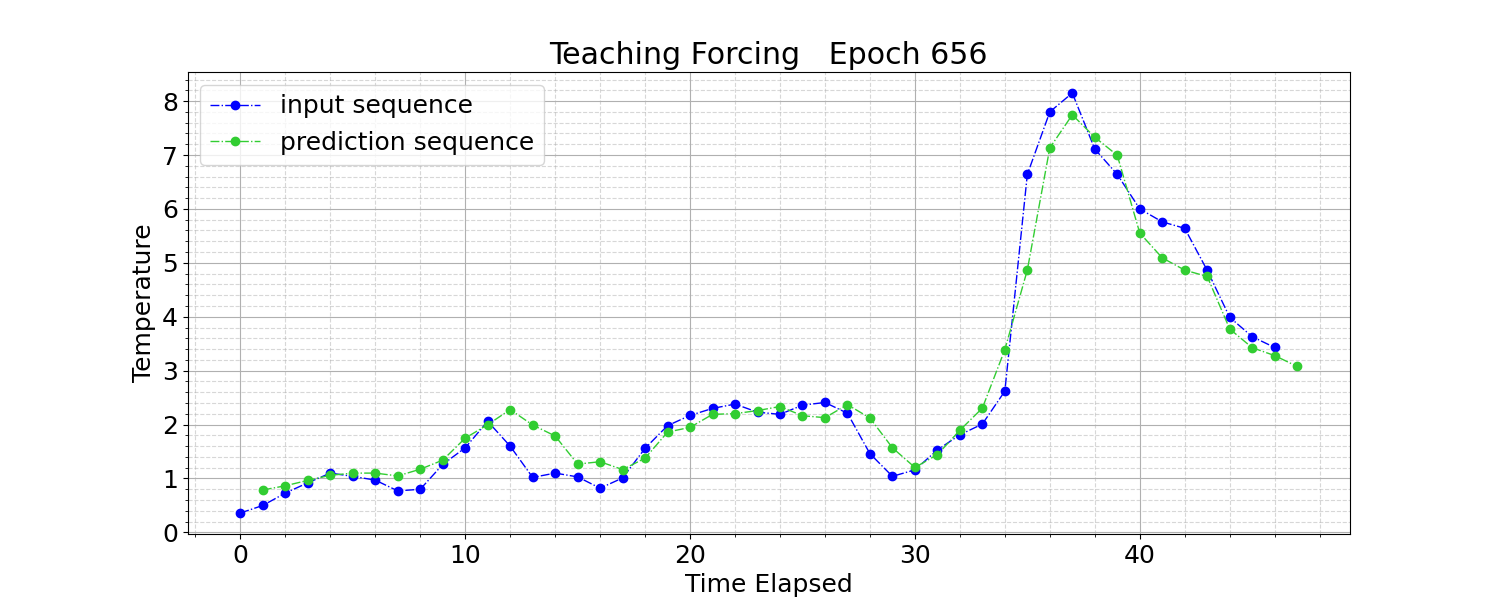 Teaching Forcing   Epoch 656
input sequence
prediction sequence
Temperature
8
7
6
5
4
3
2
1
0
0 10 20 30 40
Time Elapsed